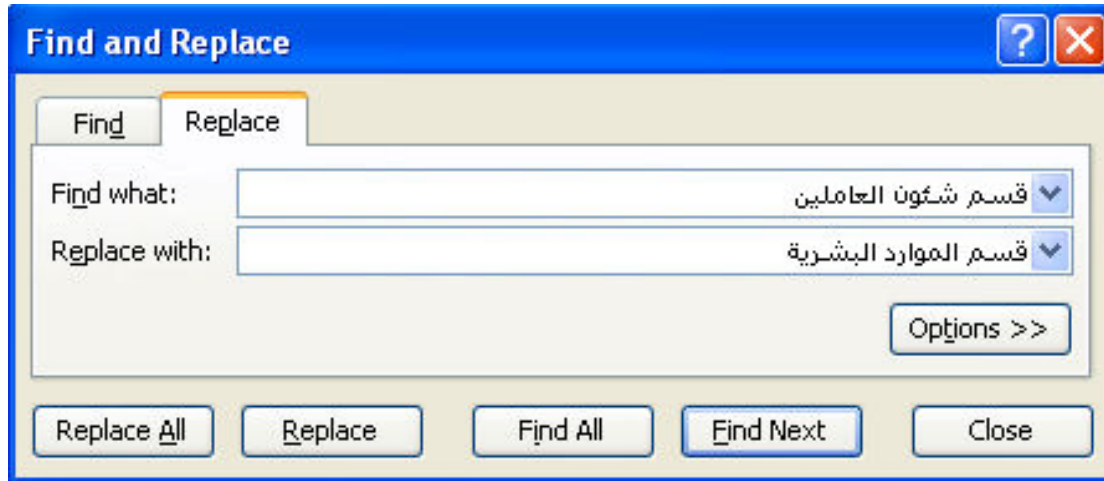 Find and Replace
Find Replace
Find what: قسم شئون العاملين
Replace with: قسم الموارد البشرية
Options >>
Replace All Replace Find All Find Next Close